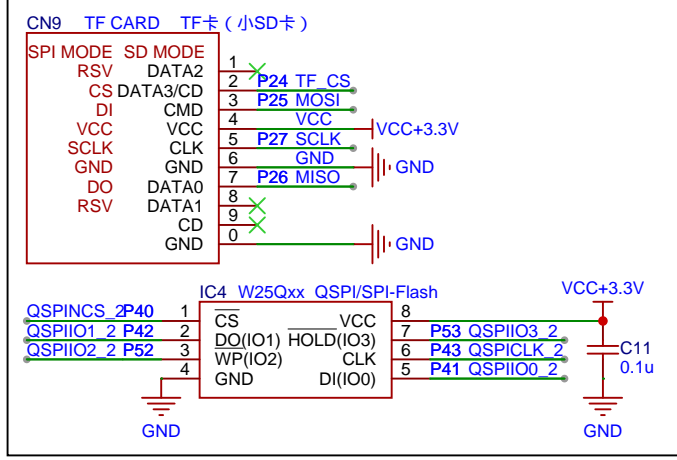 CN9 TF CARD TF卡（小SD卡）
SPI MODE SD MODE
RSV DATA2 1
CS DATA3/CD 2 P24 TF_CS
DI CMD 3 P25 MOSI
VCC VCC 4 VCC VCC+3.3V
SCLK CLK 5 P27 SCLK
GND GND 6 GND GND
DO DATA0 7 P26 MISO
RSV DATA1 8
CD 9
GND 0 GND
IC4 W25Qxx QSPI/SPI-Flash VCC+3.3V
QSPINCS_2 P40 1 CS VCC 8
QSPIIO1_2 P42 2 DO(IO1) HOLD(IO3) 7 P53 QSPIIO3_2
QSPIIO2_2 P52 3 WP(IO2) CLK 6 P43 QSPICLK_2 C11
4 GND DI(IO0) 5 P41 QSPIIO0_2 0.1u
GND GND